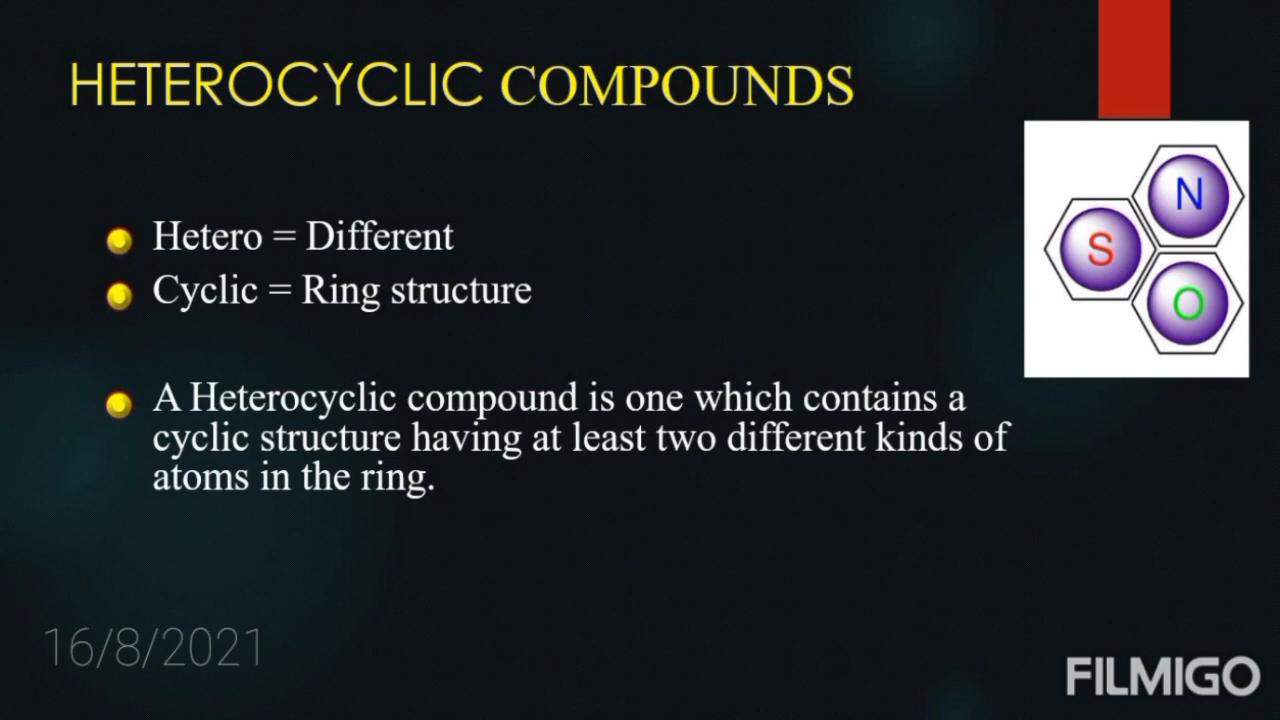 HETEROCYCLIC COMPOUNDS
Hetero = Different
Cyclic = Ring structure
A Heterocyclic compound is one which contains a
cyclic structure having at least two different kinds of
atoms in the ring.
N
S
O
16/8/2021
FILMIGO